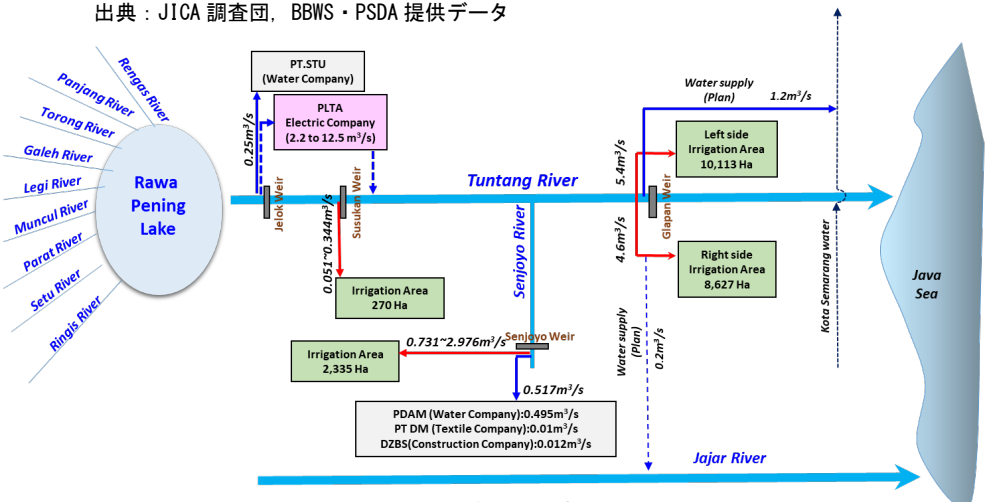 出典：JICA 調査団, BBWS・PSDA 提供データ
Rengas River
Panjang River
Torong River
Galeh River
Legi River
Muncul River
Parat River
Setu River
Ringis River
Rawa
Pening
Lake
PT.STU
(Water Company)
0.25m³/s
PLTA
Electric Company
(2.2 to 12.5 m³/s)
Jelok Weir
Susukan Weir
0.051~0.344m³/s
Irrigation Area
270 Ha
Tuntang River
Senjoyo River
Senjoyo Weir
0.731~2.976m³/s
Irrigation Area
2,335 Ha
0.517m³/s
PDAM (Water Company):0.495m³/s
PT DM (Textile Company):0.01m³/s
DZBS(Construction Company):0.012m³/s
Water supply
(Plan)
1.2m³/s
5.4m³/s
Left side
Irrigation Area
10,113 Ha
Glapan Weir
4.6m³/s
Right side
Irrigation Area
8,627 Ha
Water supply
(Plan)
0.2m³/s
Kota Semarang water
Java
Sea
Jajar River